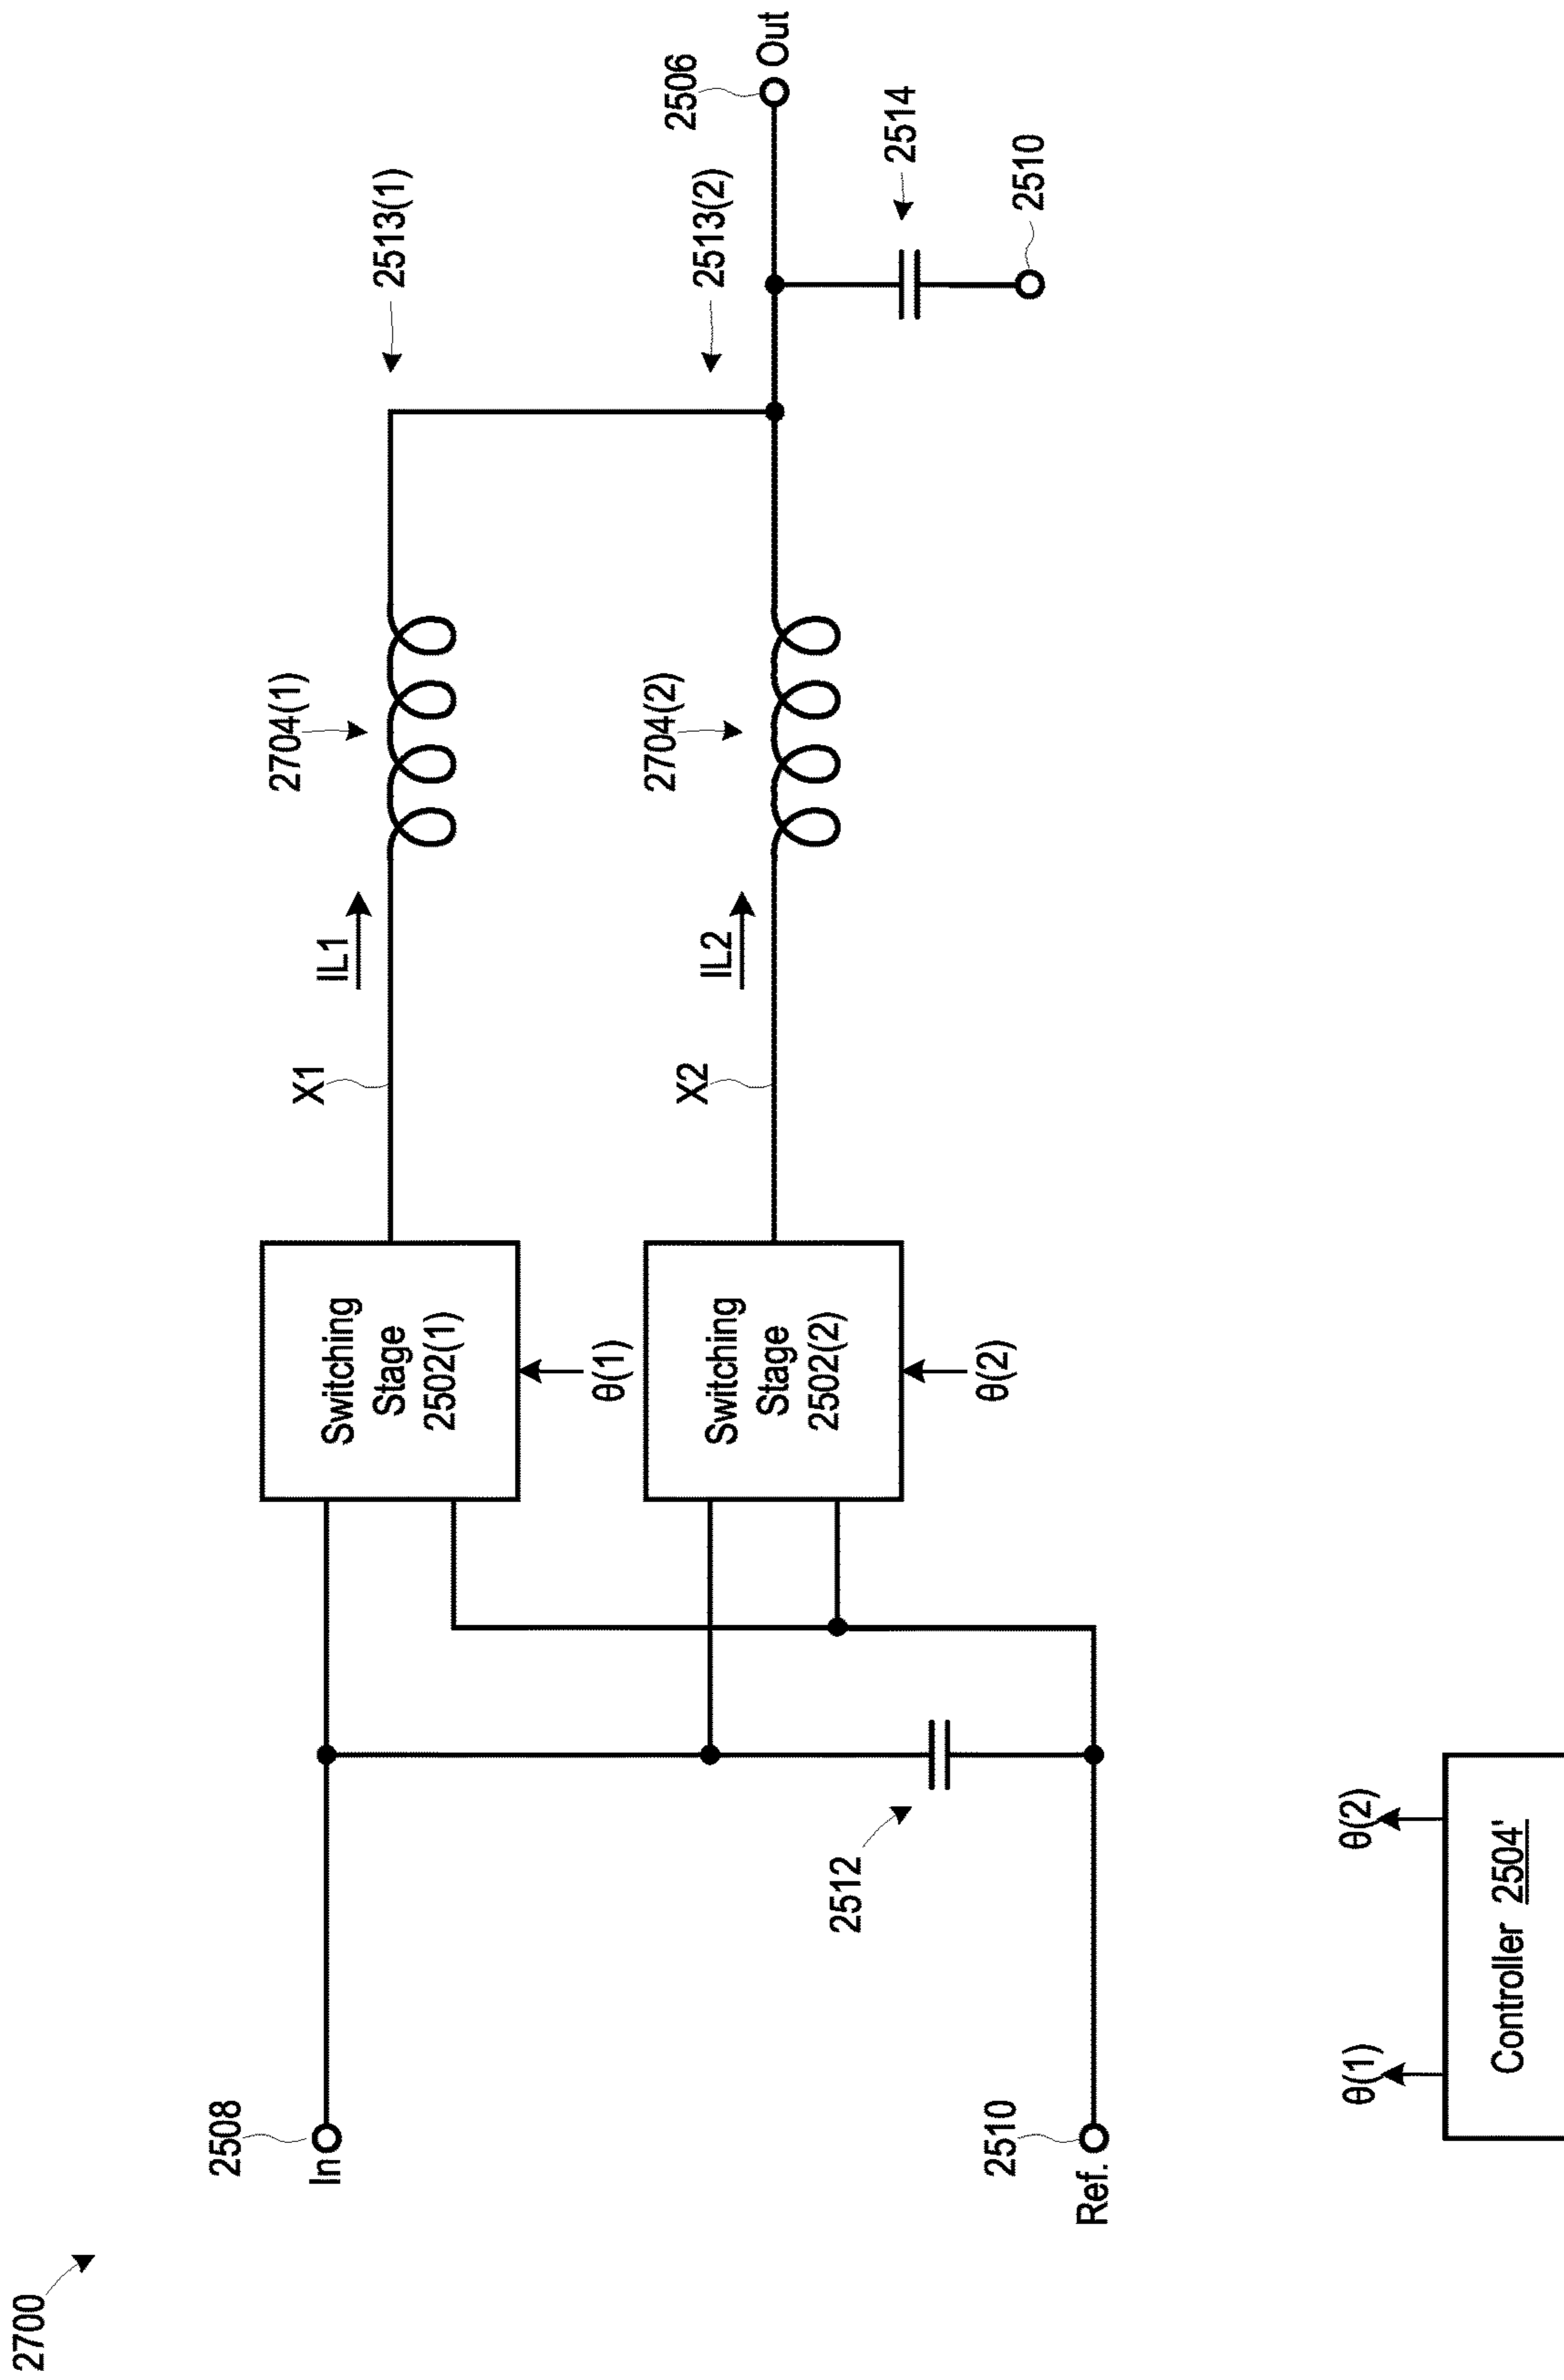 2700
2508
In
2510
Ref.
2512
Switching
Stage
2502(1)
θ(1)
Switching
Stage
2502(2)
θ(2)
X1
X2
IL1
IL2
2704(1)
2704(2)
2513(1)
2513(2)
2506
Out
2514
2510
θ(1)
θ(2)
Controller 2504'